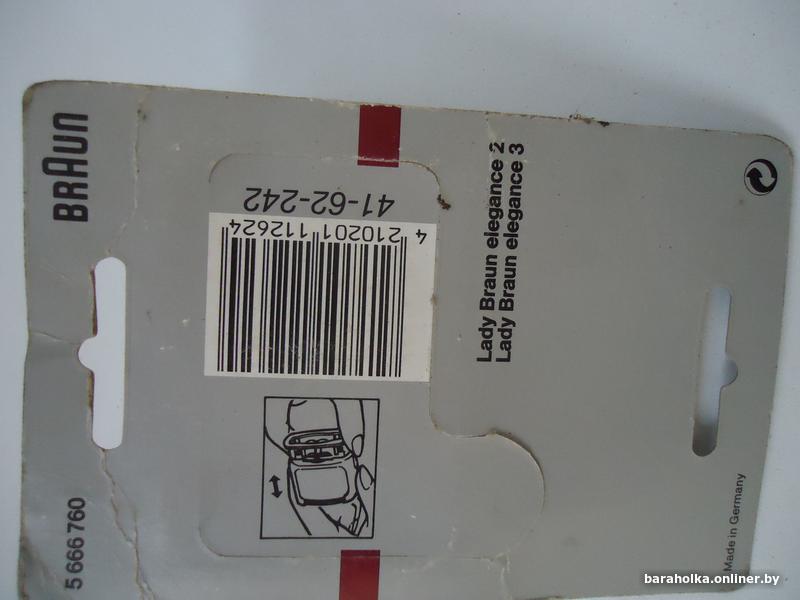 BRAUN
5 666 760
41-62-242
4 210201 112624
Lady Braun elegance 2
Lady Braun elegance 3
Made in Germany
baraholka.onliner.by